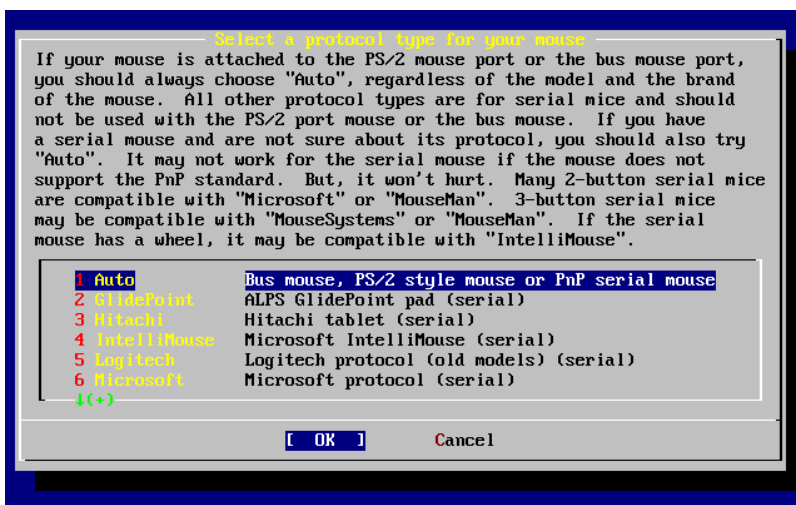 Select a protocol type for your mouse
If your mouse is attached to the PS/2 mouse port or the bus mouse port,
you should always choose "Auto", regardless of the model and the brand
of the mouse.  All other protocol types are for serial mice and should
not be used with the PS/2 port mouse or the bus mouse.  If you have
a serial mouse and are not sure about its protocol, you should also try
"Auto".  It may not work for the serial mouse if the mouse does not
support the PnP standard.  But, it won't hurt.  Many 2-button serial mice
are compatible with "Microsoft" or "MouseMan".  3-button serial mice
may be compatible with "MouseSystems" or "MouseMan".  If the serial
mouse has a wheel, it may be compatible with "IntelliMouse".
1 Auto Bus mouse, PS/2 style mouse or PnP serial mouse
2 GlidePoint ALPS GlidePoint pad (serial)
3 Hitachi Hitachi tablet (serial)
4 IntelliMouse Microsoft IntelliMouse (serial)
5 Logitech Logitech protocol (old models) (serial)
6 Microsoft Microsoft protocol (serial)
↓(+)
[ OK ] Cancel